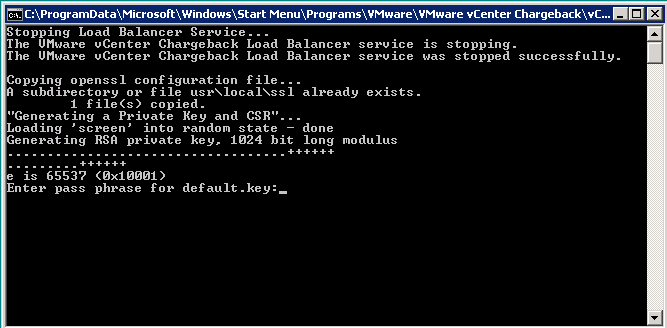 C:\ProgramData\Microsoft\Windows\Start Menu\Programs\VMware\VMware vCenter Chargeback\vC...
Stopping Load Balancer Service...
The VMware vCenter Chargeback Load Balancer service is stopping.
The VMware vCenter Chargeback Load Balancer service was stopped successfully.
Copying openssl configuration file...
A subdirectory or file usr\local\ssl already exists.
1 file(s) copied.
"Generating a Private Key and CSR"...
Loading 'screen' into random state - done
Generating RSA private key, 1024 bit long modulus
...................................++++++
.........++++++
e is 65537 (0x10001)
Enter pass phrase for default.key:_